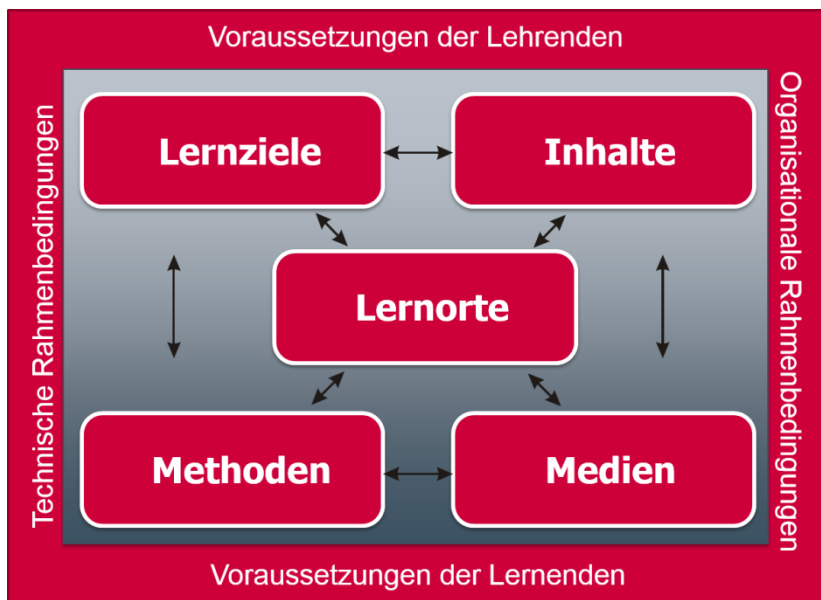 Voraussetzungen der Lehrenden
Technische Rahmenbedingungen
Organisationale Rahmenbedingungen
Lernziele
Inhalte
Lernorte
Methoden
Medien
Voraussetzungen der Lernenden